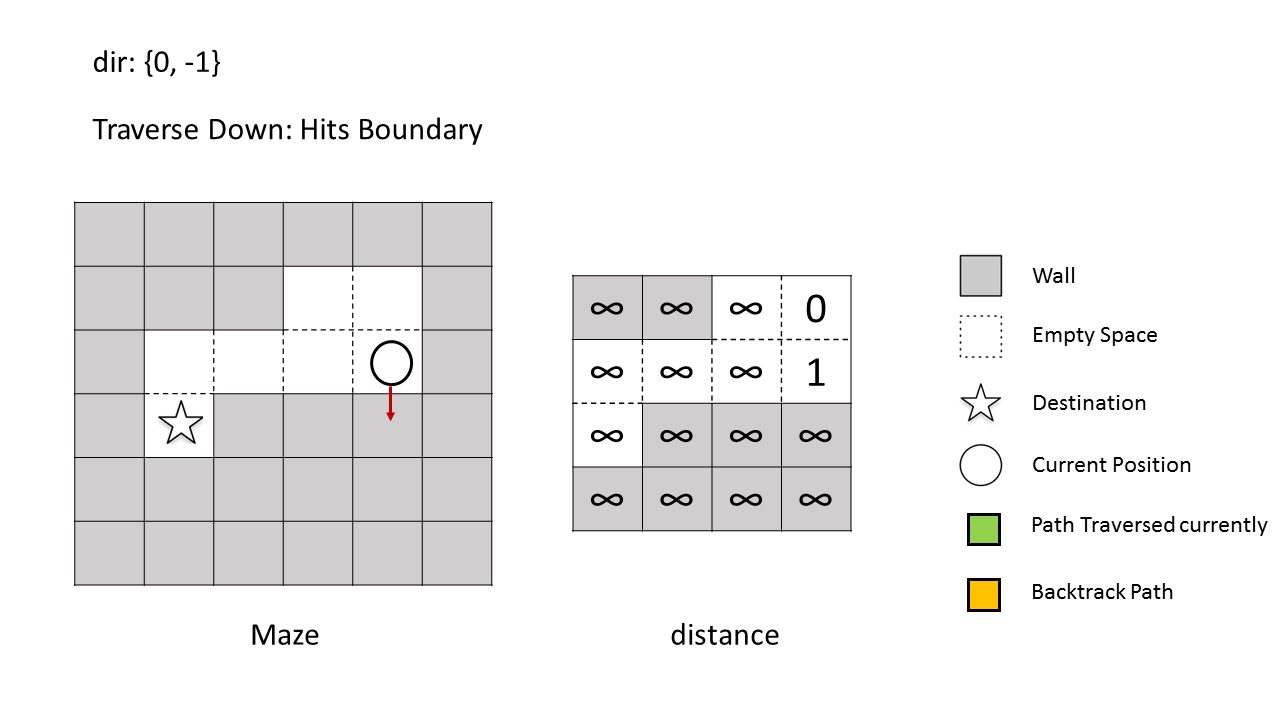 dir: {0, -1}
Traverse Down: Hits Boundary
∞ ∞ ∞ 0
∞ ∞ ∞ 1
∞ ∞ ∞ ∞
∞ ∞ ∞ ∞
Maze
distance
Wall
Empty Space
Destination
Current Position
Path Traversed currently
Backtrack Path